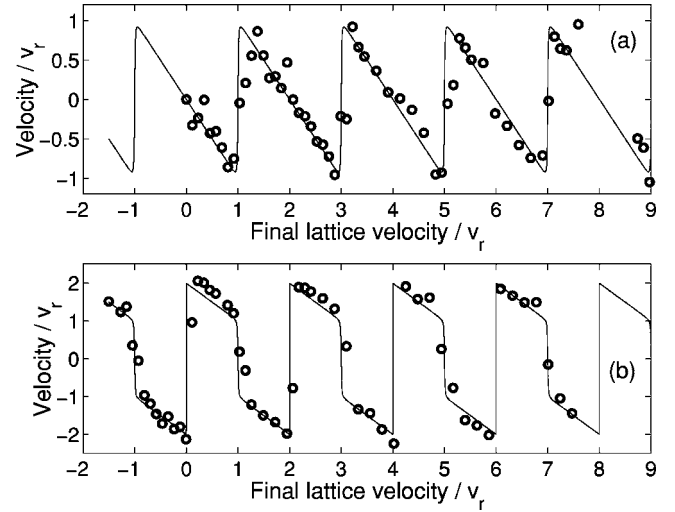 1
0.5
0
-0.5
-1
Velocity / v_r
(a)
-2 -1 0 1 2 3 4 5 6 7 8 9
Final lattice velocity / v_r
2
1
0
-1
-2
Velocity / v_r
(b)
-2 -1 0 1 2 3 4 5 6 7 8 9
Final lattice velocity / v_r